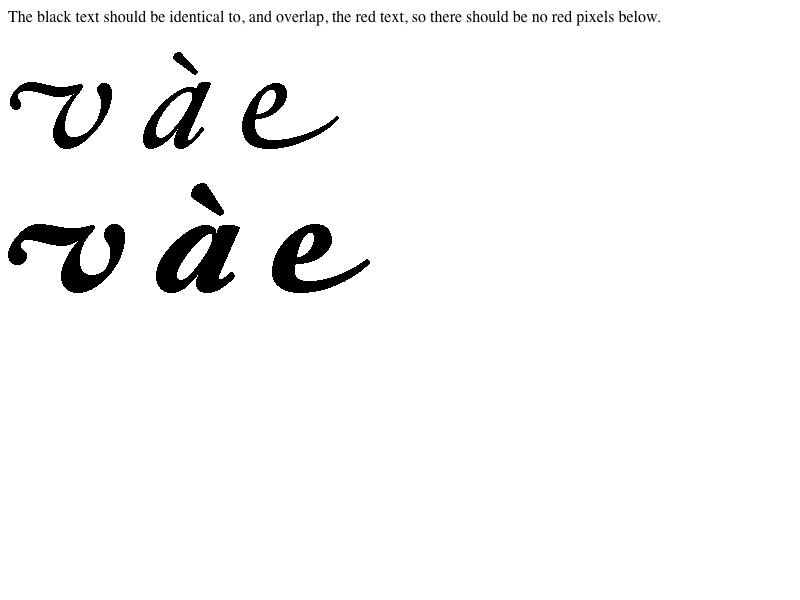 The black text should be identical to, and overlap, the red text, so there should be no red pixels below.
v à e
v à e